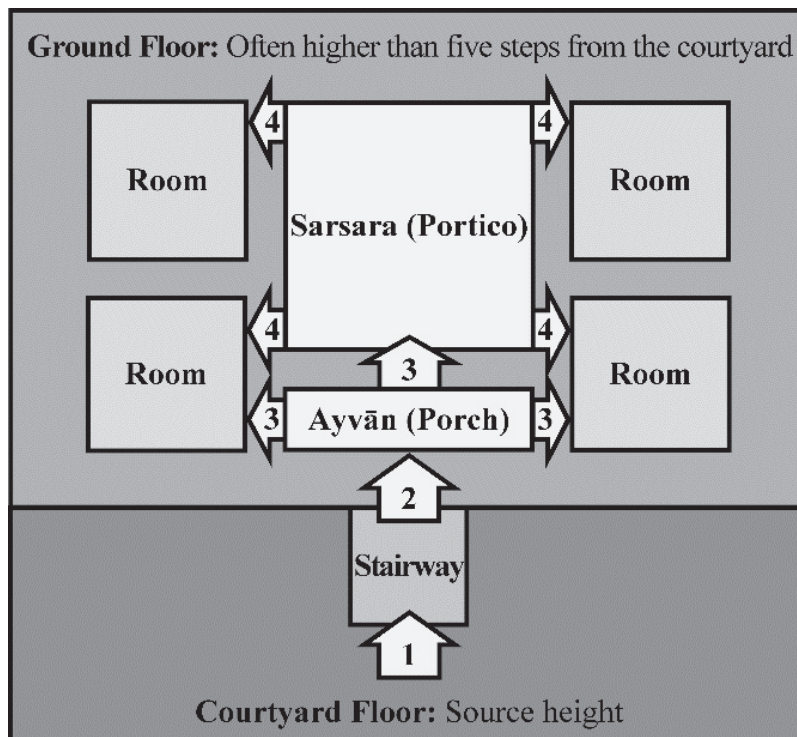 Ground Floor: Often higher than five steps from the courtyard
4 4
Room Room
Sarsara (Portico)
4 4
3
Room Room
3 Ayvān (Porch) 3
2
Stairway
1
Courtyard Floor: Source height